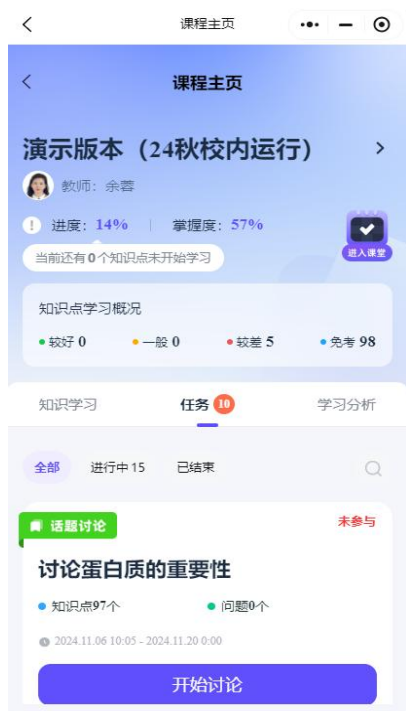 课程主页
课程主页
演示版本（24秋校内运行）
教师：余蓉
进度：14% 掌握度：57%
进入课堂
当前还有0个知识点未开始学习
知识点学习概况
较好 0 一般 0 较差 5 免考 98
知识学习 任务 10 学习分析
全部 进行中 15 已结束
话题讨论 未参与
讨论蛋白质的重要性
知识点97个 问题0个
2024.11.06 10:05 - 2024.11.20 0:00
开始讨论